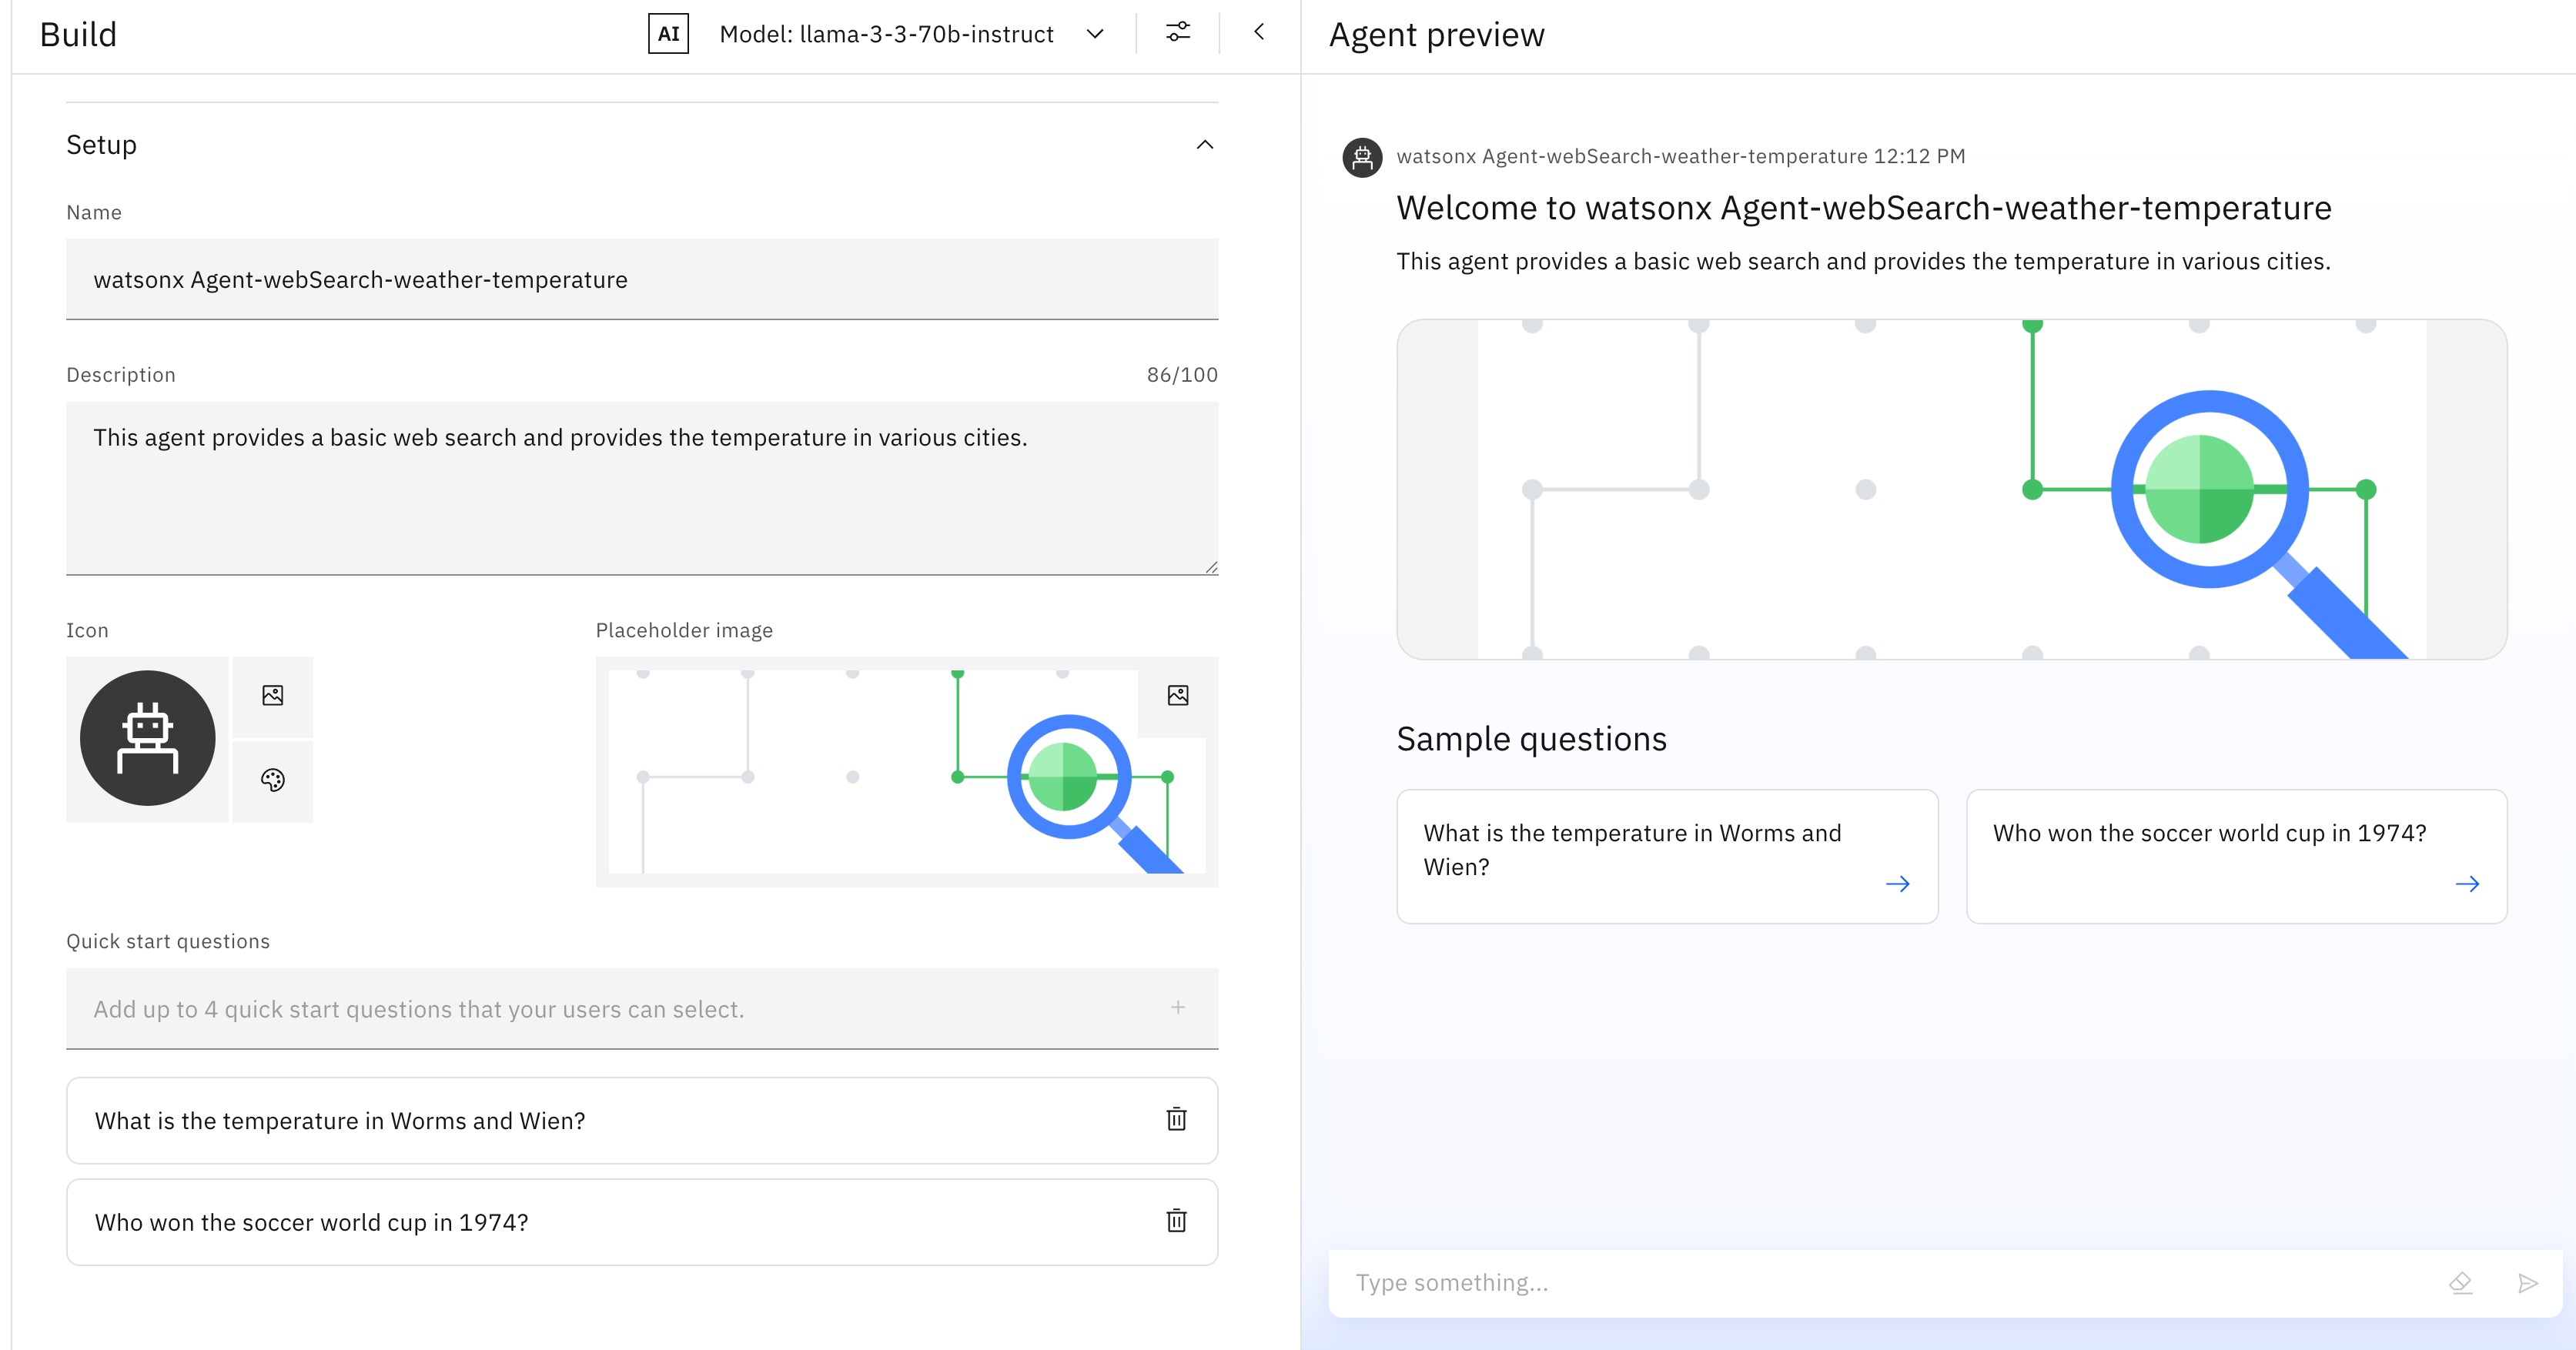 Build
AI
Model: llama-3-3-70b-instruct
Setup
Name
watsonx Agent-webSearch-weather-temperature
Description
86/100
This agent provides a basic web search and provides the temperature in various cities.
Icon
Placeholder image
Quick start questions
Add up to 4 quick start questions that your users can select.
What is the temperature in Worms and Wien?
Who won the soccer world cup in 1974?
Agent preview
watsonx Agent-webSearch-weather-temperature 12:12 PM
Welcome to watsonx Agent-webSearch-weather-temperature
This agent provides a basic web search and provides the temperature in various cities.
Sample questions
What is the temperature in Worms and
Wien?
Who won the soccer world cup in 1974?
Type something...